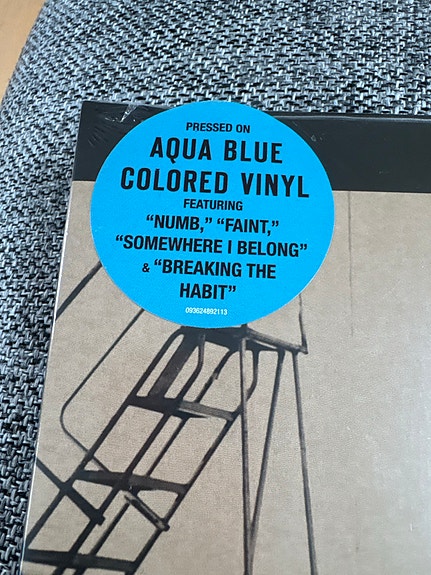 PRESSED ON
AQUA BLUE
COLORED VINYL
FEATURING
“NUMB,” “FAINT,”
“SOMEWHERE I BELONG”
& “BREAKING THE
HABIT”
093624892113